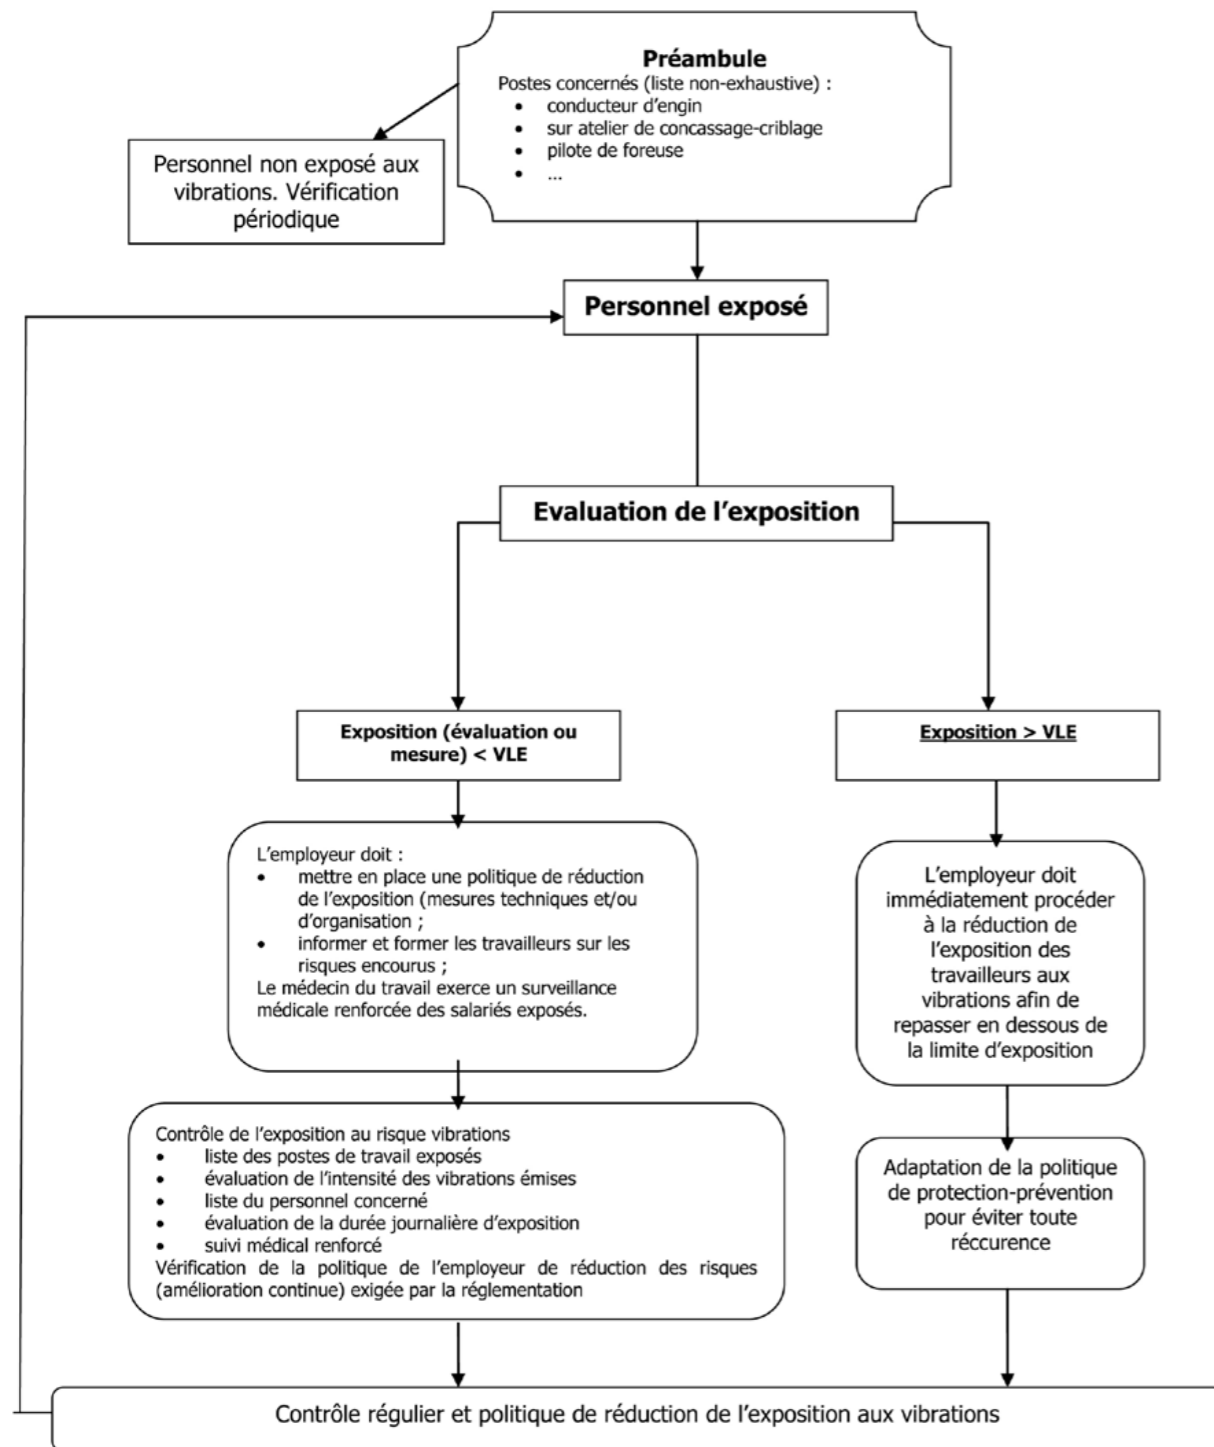 Préambule
Postes concernés (liste non-exhaustive) :
• conducteur d'engin
• sur atelier de concassage-criblage
• pilote de foreuse
• ...
Personnel non exposé aux
vibrations. Vérification
périodique
Personnel exposé
Evaluation de l'exposition
Exposition (évaluation ou
mesure) < VLE
Exposition > VLE
L'employeur doit :
• mettre en place une politique de réduction
de l'exposition (mesures techniques et/ou
d'organisation ;
• informer et former les travailleurs sur les
risques encourus ;
Le médecin du travail exerce un surveillance
médicale renforcée des salariés exposés.
L'employeur doit
immédiatement procéder
à la réduction de
l'exposition des
travailleurs aux
vibrations afin de
repasser en dessous de
la limite d'exposition
Contrôle de l'exposition au risque vibrations
• liste des postes de travail exposés
• évaluation de l'intensité des vibrations émises
• liste du personnel concerné
• évaluation de la durée journalière d'exposition
• suivi médical renforcé
Vérification de la politique de l'employeur de réduction des risques
(amélioration continue) exigée par la réglementation
Adaptation de la politique
de protection-prévention
pour éviter toute
réccurence
Contrôle régulier et politique de réduction de l'exposition aux vibrations